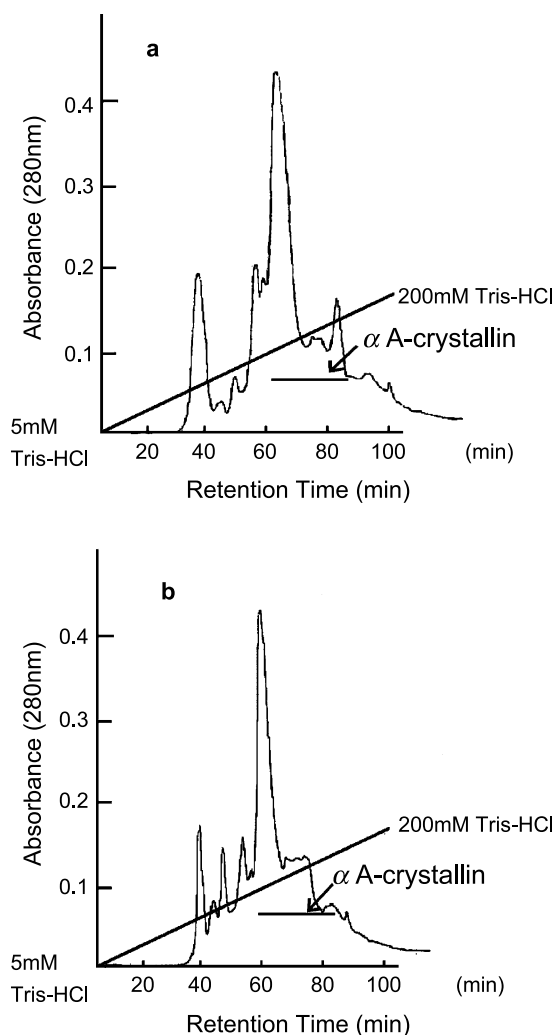 a
Absorbance (280nm)
0.4
0.3
0.2
0.1
200mM Tris-HCl
α A-crystallin
5mM
Tris-HCl
20 40 60 80 100 (min)
Retention Time (min)
b
Absorbance (280nm)
0.4
0.3
0.2
0.1
200mM Tris-HCl
α A-crystallin
5mM
Tris-HCl
20 40 60 80 100 (min)
Retention Time (min)